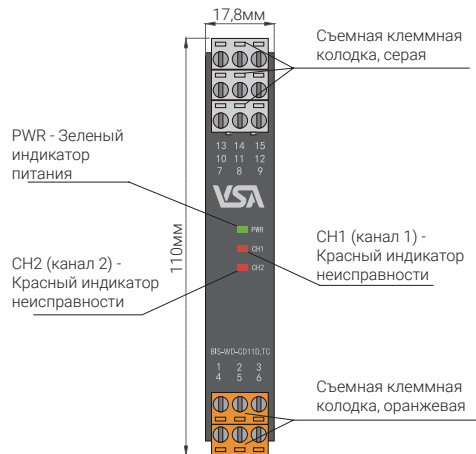 17,8мм
Съемная клеммная
колодка, серая
PWR - Зеленый
индикатор
питания
13 14 15
10 11 12
7 8 9
VSA
PWR
CH1
CH2
110мм
CH1 (канал 1) -
Красный индикатор
неисправности
CH2 (канал 2) -
Красный индикатор
неисправности
BIS-WD-CD11D.TC
1 2 3
4 5 6
Съемная клеммная
колодка, оранжевая